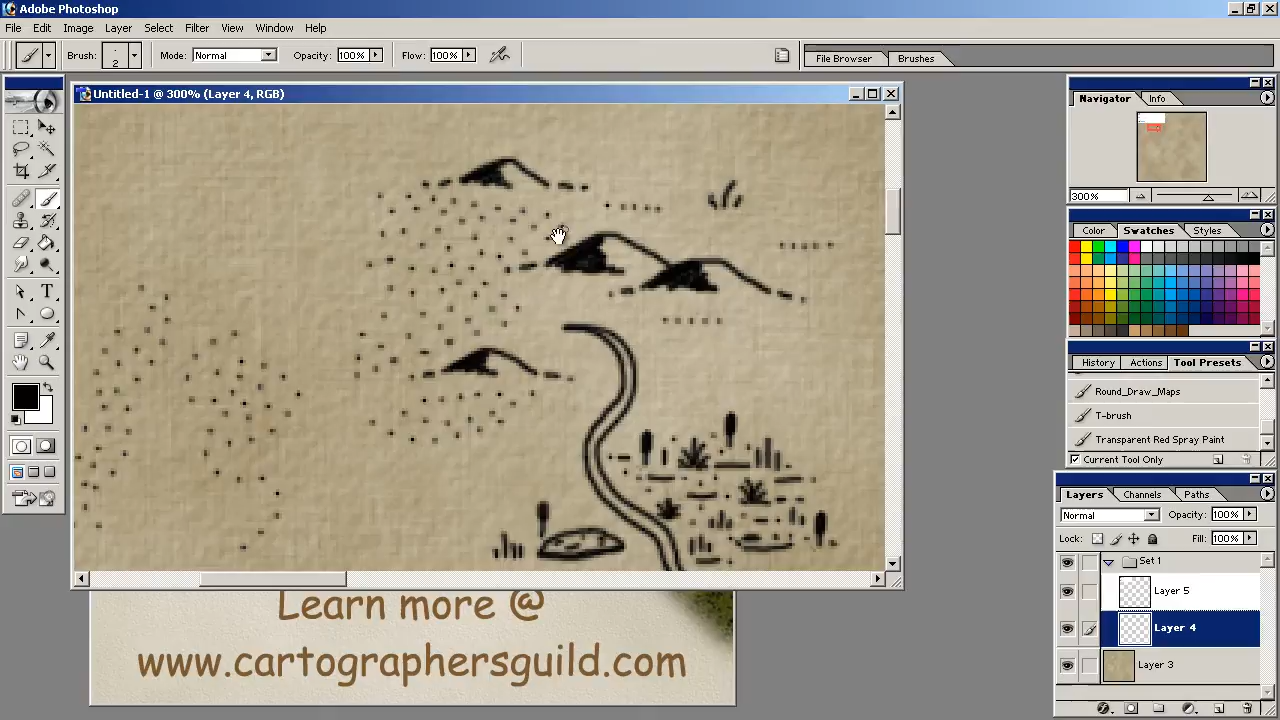 Adobe Photoshop
File Edit Image Layer Select Filter View Window Help
Brush: 2 Mode: Normal Opacity: 100% Flow: 100% File Browser Brushes
Untitled-1 @ 300% (Layer 4, RGB)
Navigator Info
300%
Color Swatches Styles
History Actions Tool Presets
Round_Draw_Maps
T-brush
Transparent Red Spray Paint
Current Tool Only
Layers Channels Paths
Normal Opacity: 100%
Lock: Fill: 100%
Set 1
Layer 5
Layer 4
Layer 3
Learn more @
www.cartographersguild.com